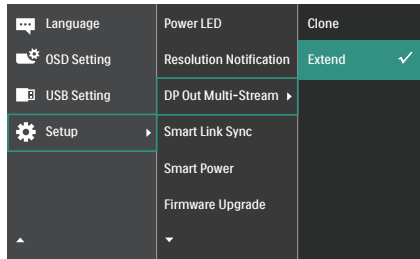 Language
OSD Setting
USB Setting
Setup
Power LED
Resolution Notification
DP Out Multi-Stream
Smart Link Sync
Smart Power
Firmware Upgrade
Clone
Extend